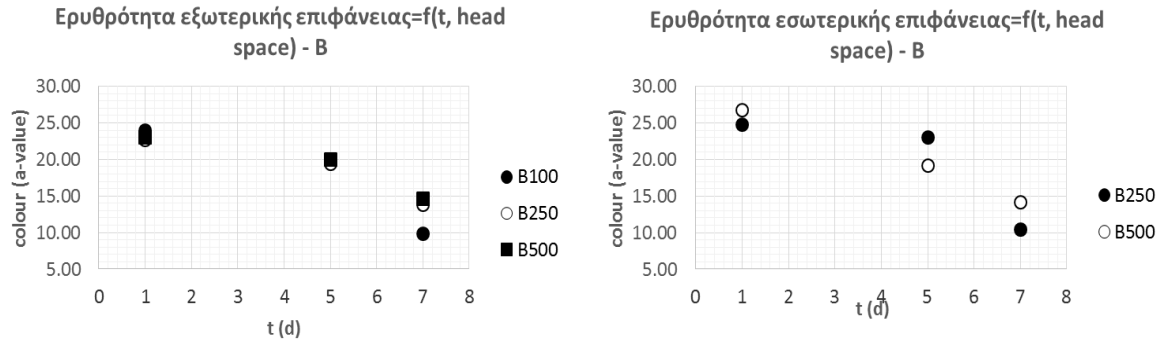 Ερυθρότητα εξωτερικής επιφάνειας=f(t, head
space) - B
30.00
25.00
20.00
15.00
10.00
5.00
colour (a-value)
0 1 2 3 4 5 6 7 8
t (d)
B100
B250
B500
Ερυθρότητα εσωτερικής επιφάνειας=f(t, head
space) - B
30.00
25.00
20.00
15.00
10.00
5.00
colour (a-value)
0 1 2 3 4 5 6 7 8
t (d)
B250
B500